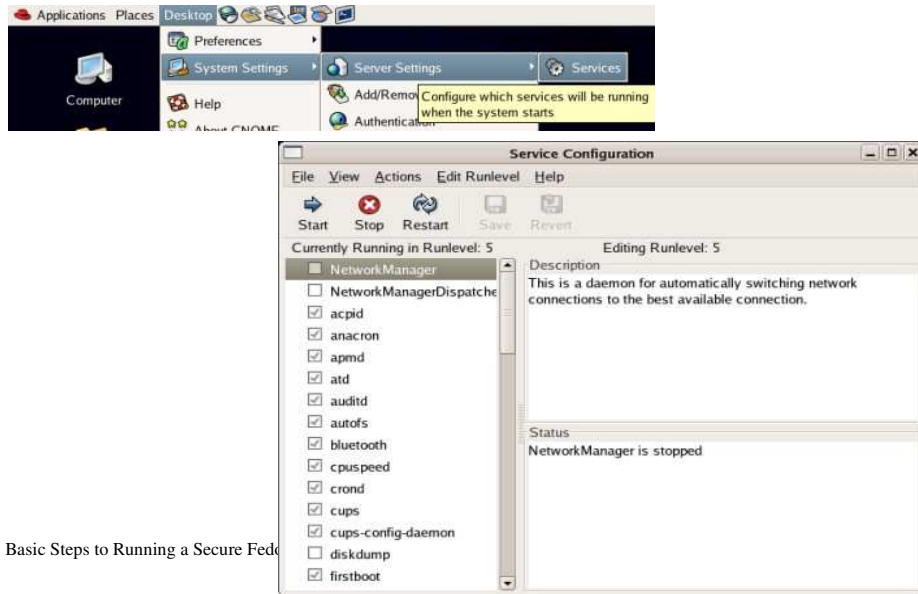 Applications Places Desktop
Preferences
System Settings
Server Settings
Services
Computer
Help
Configure which services will be running
when the system starts
About GNOME
Service Configuration
File View Actions Edit Runlevel Help
Start Stop Restart Save Revert
Currently Running in Runlevel: 5
Editing Runlevel: 5
NetworkManager
NetworkManagerDispatche
acpid
anacron
apmd
atd
auditd
autofs
bluetooth
cpuspeed
crond
cups
cups-config-daemon
diskdump
firstboot
Description
This is a daemon for automatically switching network
connections to the best available connection.
Status
NetworkManager is stopped
Basic Steps to Running a Secure